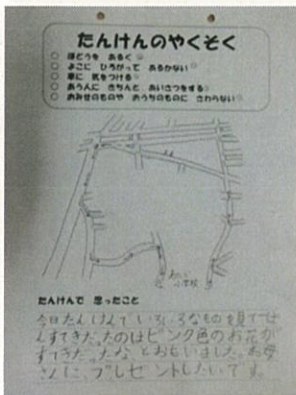 たんけんのやくそく
○ ほどうを あるく
○ よこに ひろがって あるかない
○ 車に 気をつける
○ あう人に きちんと あいさつをする
○ おみせのものや おうちのものに さわらない
小学校
たんけんで 思ったこと
今日たんけんでいろいろなものを見て
すてきだったのはピンク色のお花が
すてきだったな、とおもいました。お母
さんに、プレゼントしたいです。